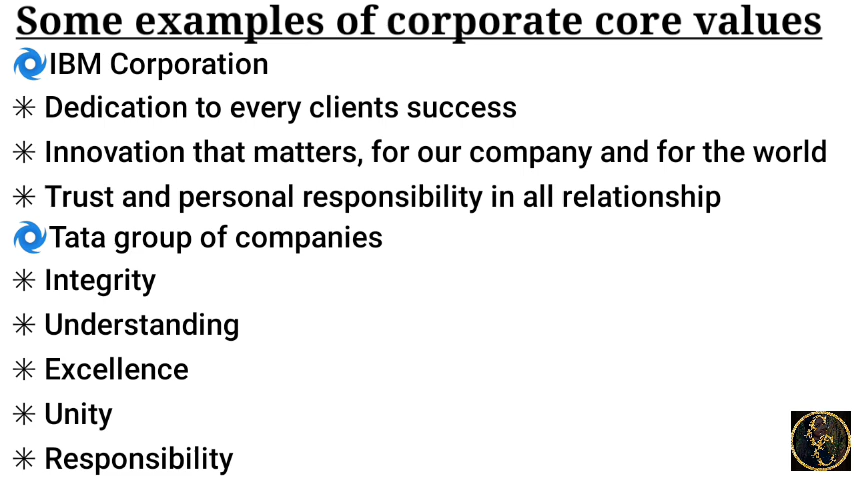 Some examples of corporate core values
IBM Corporation
✳ Dedication to every clients success
✳ Innovation that matters, for our company and for the world
✳ Trust and personal responsibility in all relationship
Tata group of companies
✳ Integrity
✳ Understanding
✳ Excellence
✳ Unity
✳ Responsibility